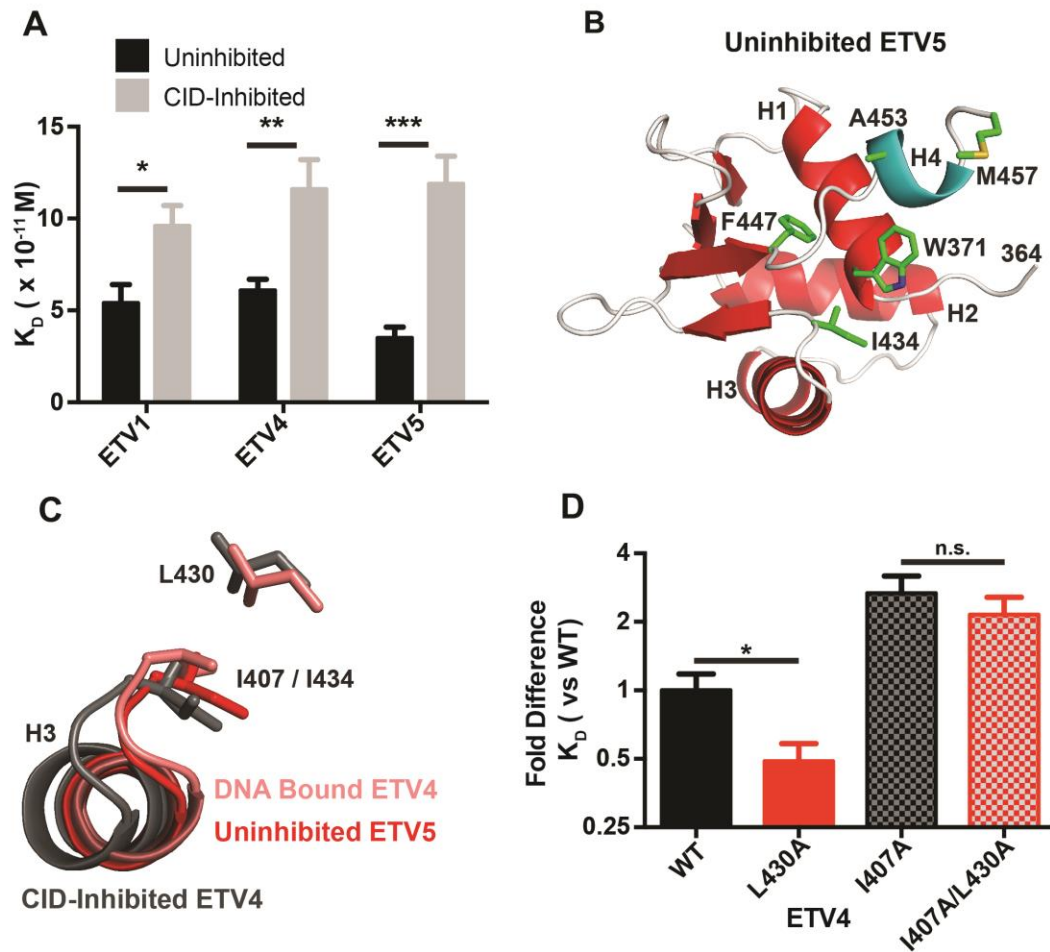 A
Uninhibited
CID-Inhibited
K_D ( x 10⁻¹¹ M)
15
10
5
0
*
**
***
ETV1
ETV4
ETV5
B
Uninhibited ETV5
H1
A453
H4
M457
F447
W371
364
H2
I434
H3
C
L430
I407 / I434
H3
DNA Bound ETV4
Uninhibited ETV5
CID-Inhibited ETV4
D
Fold Difference
K_D ( vs WT)
4
2
1
0.5
0.25
*
n.s.
WT
L430A
I407A
I407A/L430A
ETV4